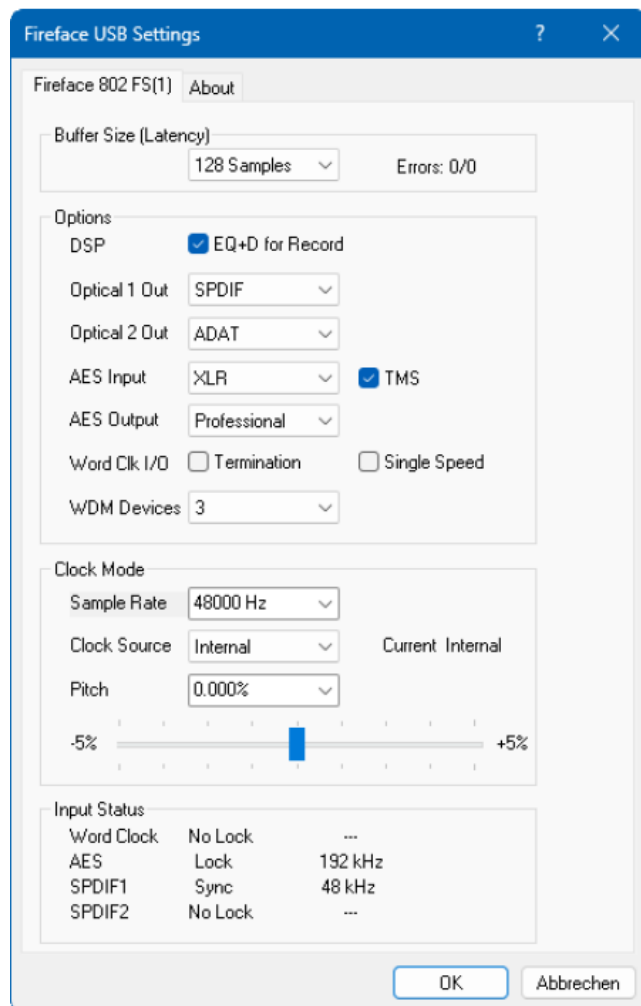 Fireface USB Settings ?
Fireface 802 FS(1) About
Buffer Size (Latency)
128 Samples Errors: 0/0
Options
DSP EQ+D for Record
Optical 1 Out SPDIF
Optical 2 Out ADAT
AES Input XLR TMS
AES Output Professional
Word Clk I/O Termination Single Speed
WDM Devices 3
Clock Mode
Sample Rate 48000 Hz
Clock Source Internal Current Internal
Pitch 0.000%
-5% +5%
Input Status
Word Clock No Lock ---
AES Lock 192 kHz
SPDIF1 Sync 48 kHz
SPDIF2 No Lock ---
OK Abbrechen